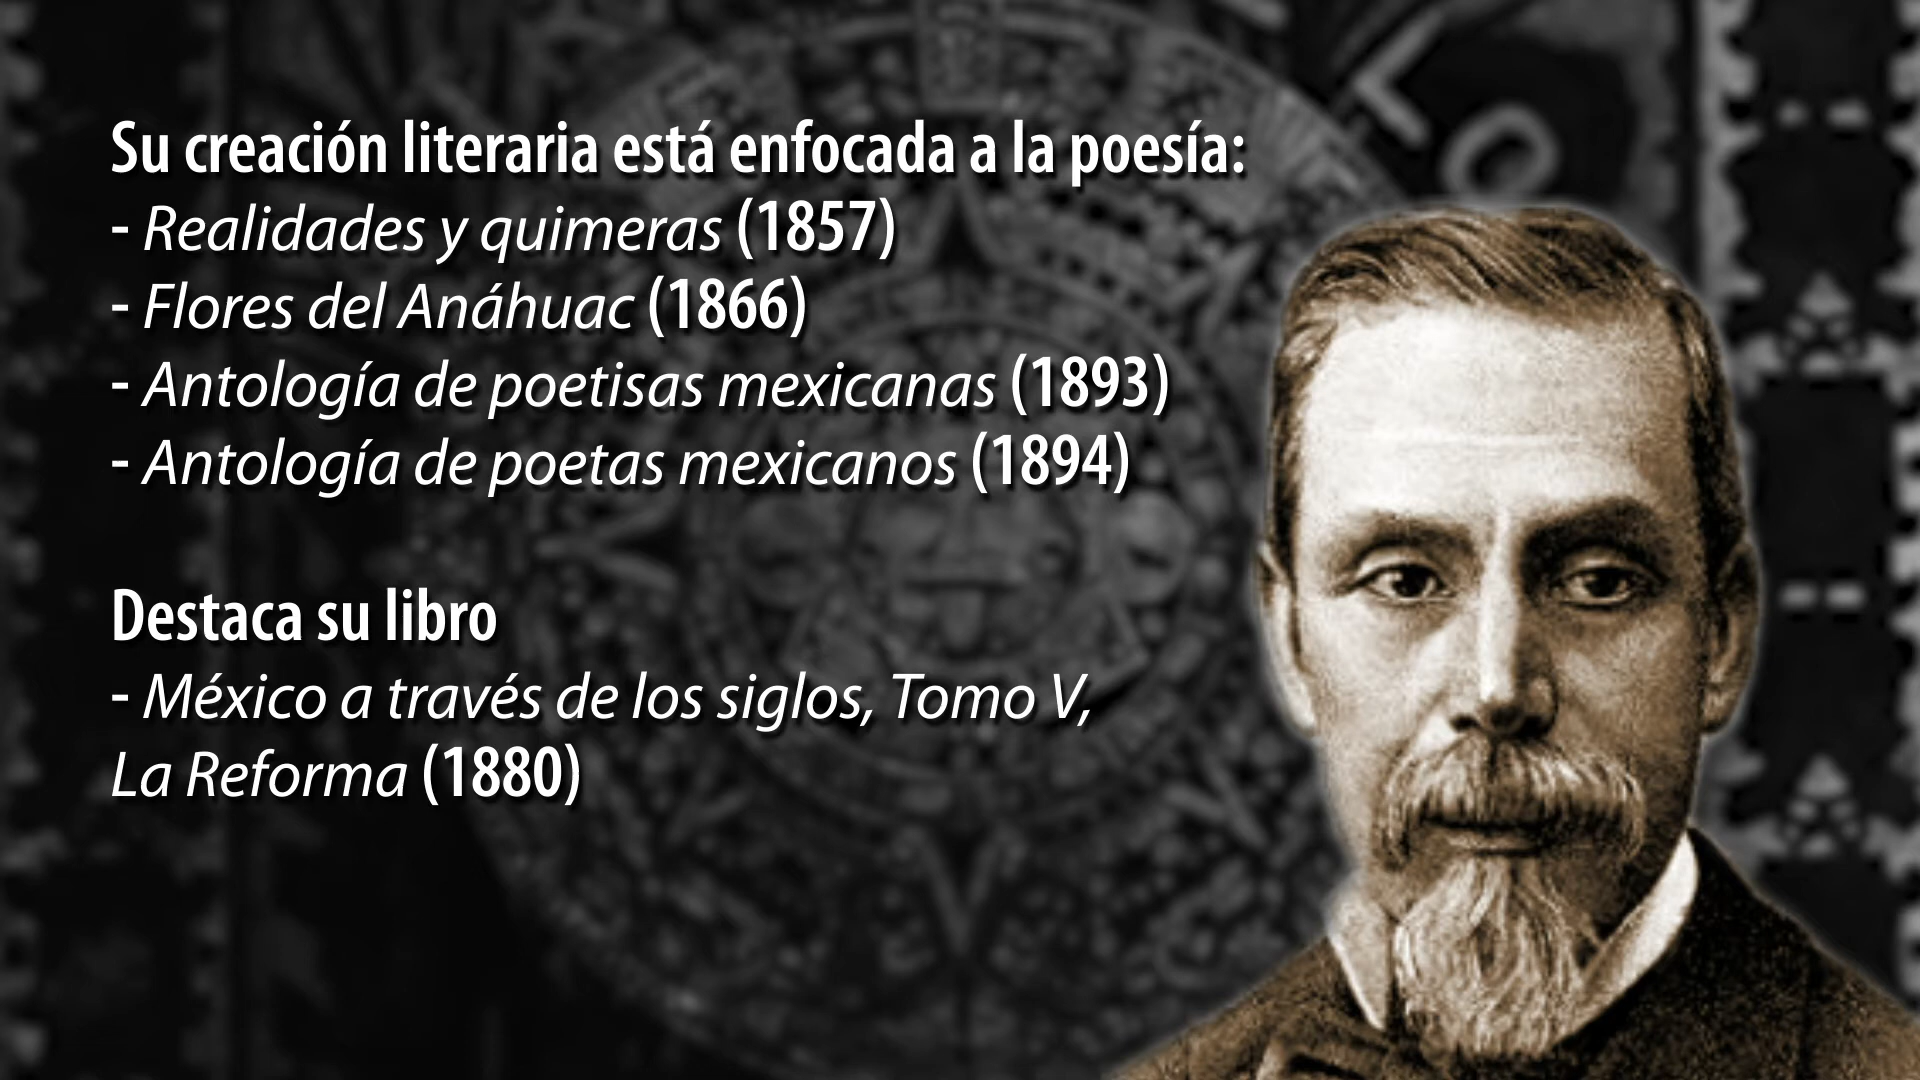 Su creación literaria está enfocada a la poesía:
- Realidades y quimeras (1857)
- Flores del Anáhuac (1866)
- Antología de poetisas mexicanas (1893)
- Antología de poetas mexicanos (1894)
Destaca su libro
- México a través de los siglos, Tomo V,
La Reforma (1880)